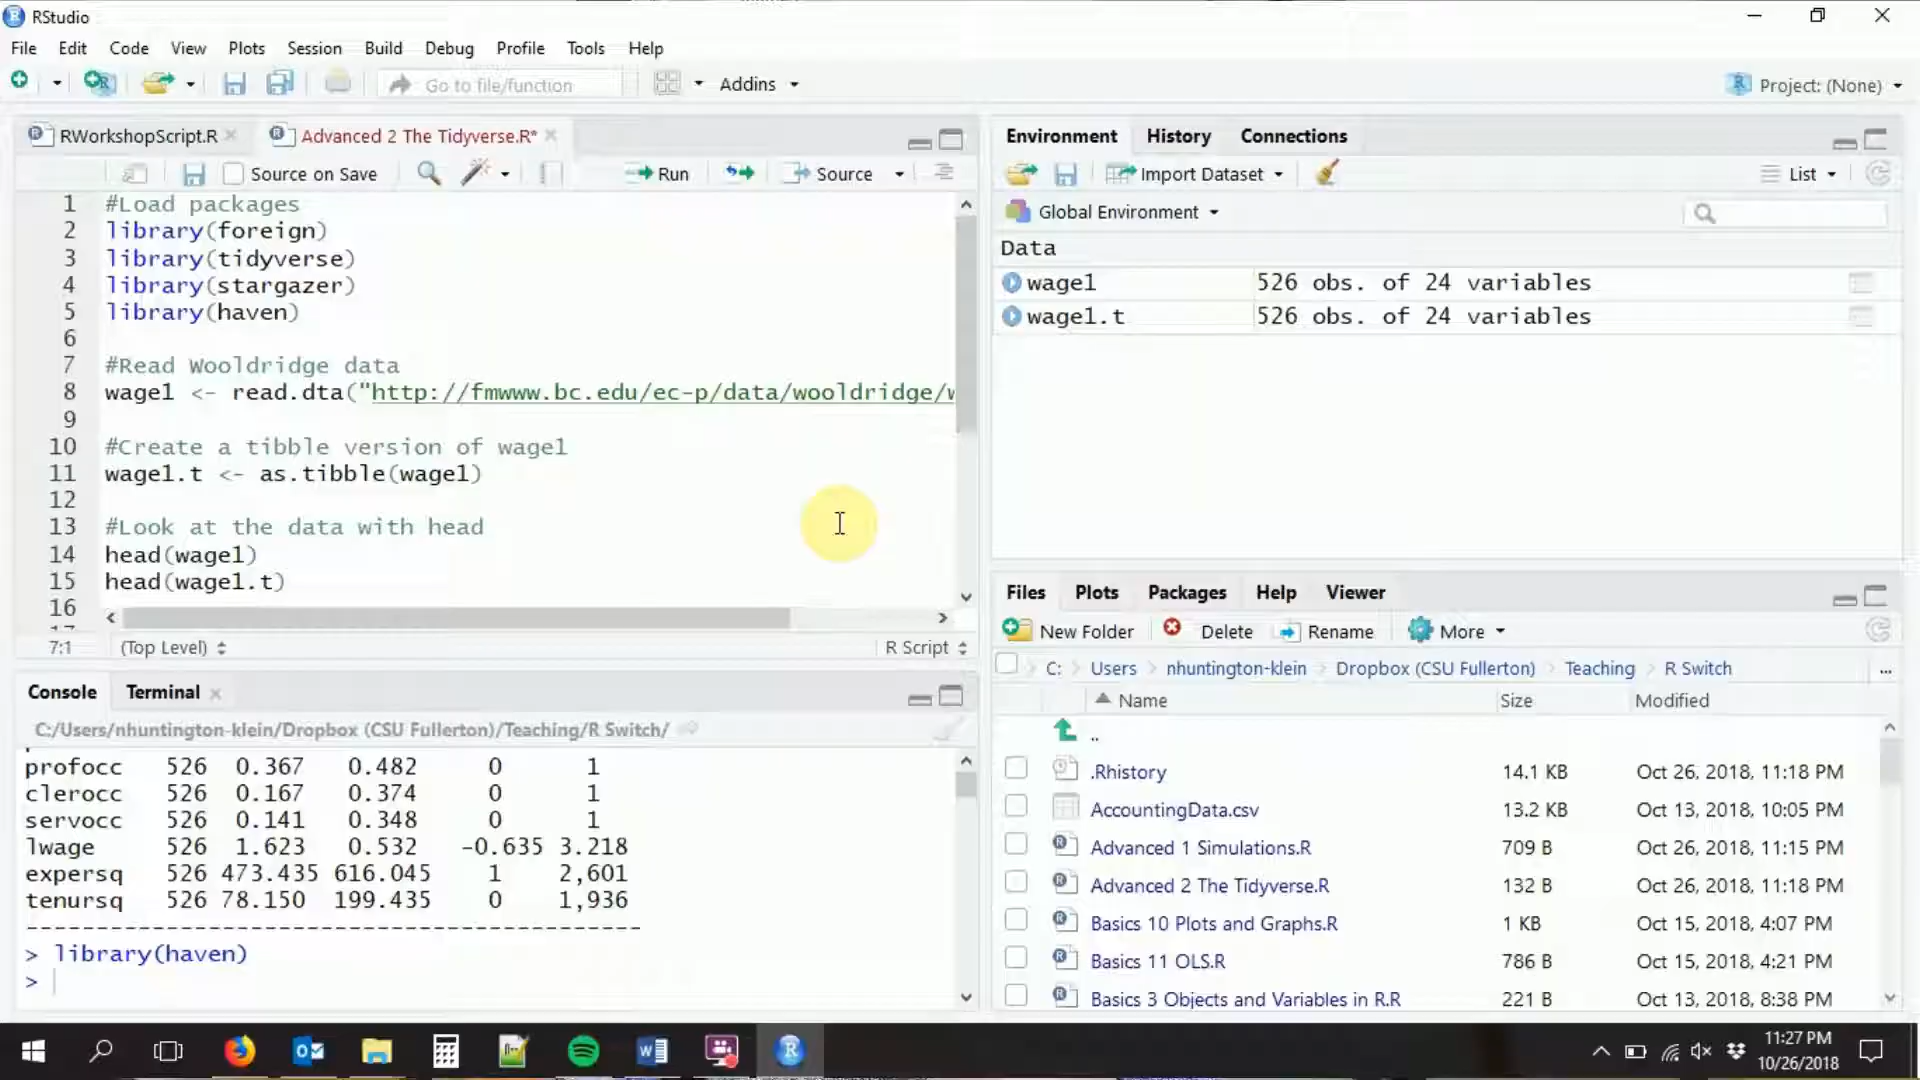 RStudio
File Edit Code View Plots Session Build Debug Profile Tools Help
Go to file/function Addins Project: (None)
RWorkshopScript.R Advanced 2 The Tidyverse.R*
Source on Save Run Source
1 #Load packages
2 library(foreign)
3 library(tidyverse)
4 library(stargazer)
5 library(haven)
6
7 #Read Wooldridge data
8 wage1 <- read.dta("http://fmwww.bc.edu/ec-p/data/wooldridge/w
9
10 #Create a tibble version of wage1
11 wage1.t <- as.tibble(wage1)
12
13 #Look at the data with head
14 head(wage1)
15 head(wage1.t)
16
7:1 (Top Level) R Script
Console Terminal
C:/Users/nhuntington-klein/Dropbox (CSU Fullerton)/Teaching/R Switch/
profocc 526 0.367 0.482 0 1
clerocc 526 0.167 0.374 0 1
servocc 526 0.141 0.348 0 1
lwage 526 1.623 0.532 -0.635 3.218
expersq 526 473.435 616.045 1 2,601
tenursq 526 78.150 199.435 0 1,936
-------------------------------------------
> library(haven)
>
Environment History Connections
Import Dataset List
Global Environment
Data
wage1 526 obs. of 24 variables
wage1.t 526 obs. of 24 variables
Files Plots Packages Help Viewer
New Folder Delete Rename More
C: Users nhuntington-klein Dropbox (CSU Fullerton) Teaching R Switch ...
Name Size Modified
..
.Rhistory 14.1 KB Oct 26, 2018, 11:18 PM
AccountingData.csv 13.2 KB Oct 13, 2018, 10:05 PM
Advanced 1 Simulations.R 709 B Oct 26, 2018, 11:15 PM
Advanced 2 The Tidyverse.R 132 B Oct 26, 2018, 11:18 PM
Basics 10 Plots and Graphs.R 1 KB Oct 15, 2018, 4:07 PM
Basics 11 OLS.R 786 B Oct 15, 2018, 4:21 PM
Basics 3 Objects and Variables in R.R 221 B Oct 13, 2018, 8:38 PM
11:27 PM
10/26/2018